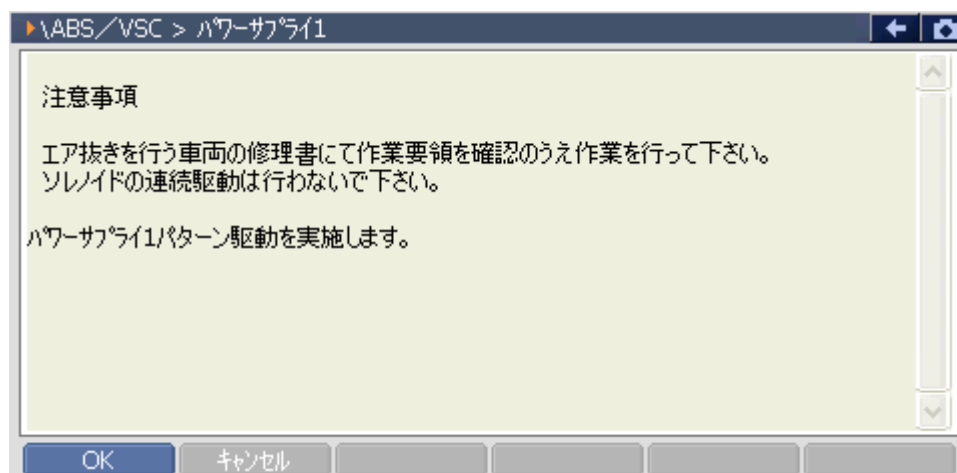 \ABS／VSC > ﾊﾟﾜｰｻﾌﾟﾗｲ1
注意事項
エア抜きを行う車両の修理書にて作業要領を確認のうえ作業を行って下さい。
ソレノイドの連続駆動は行わないで下さい。
ﾊﾟﾜｰｻﾌﾟﾗｲ1パターン駆動を実施します。
OK
キャンセル